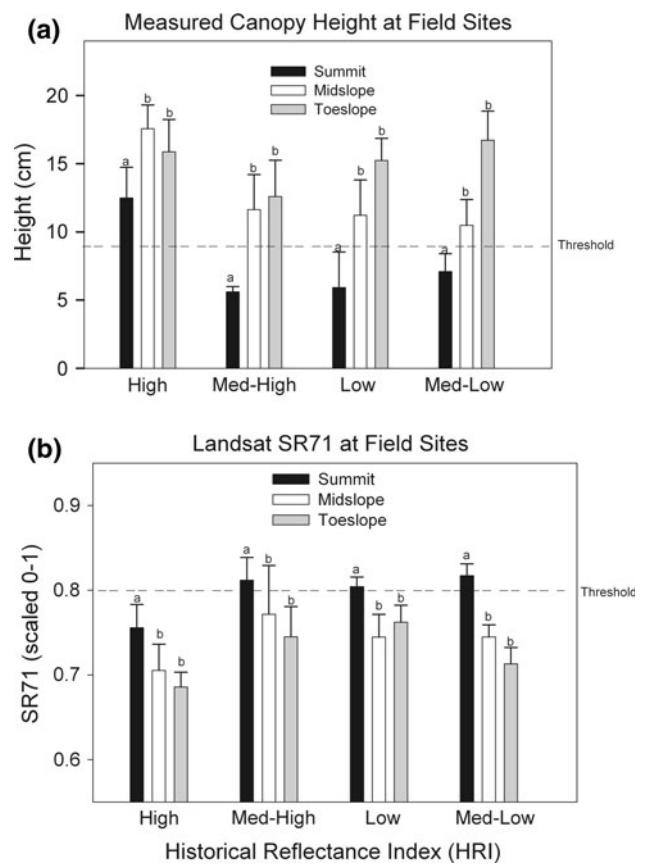 (a)
Measured Canopy Height at Field Sites
Summit
Midslope
Toeslope
Height (cm)
20
15
10
5
0
a
b
b
a
b
b
a
b
b
a
b
b
Threshold
High
Med-High
Low
Med-Low
(b)
Landsat SR71 at Field Sites
Summit
Midslope
Toeslope
SR71 (scaled 0-1)
0.9
0.8
0.7
0.6
a
b
b
a
b
b
a
b
b
a
b
b
Threshold
High
Med-High
Low
Med-Low
Historical Reflectance Index (HRI)